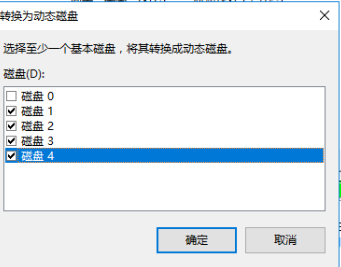 转换为动态磁盘
选择至少一个基本磁盘，将其转换成动态磁盘。
磁盘(D):
磁盘 0
磁盘 1
磁盘 2
磁盘 3
磁盘 4
确定
取消